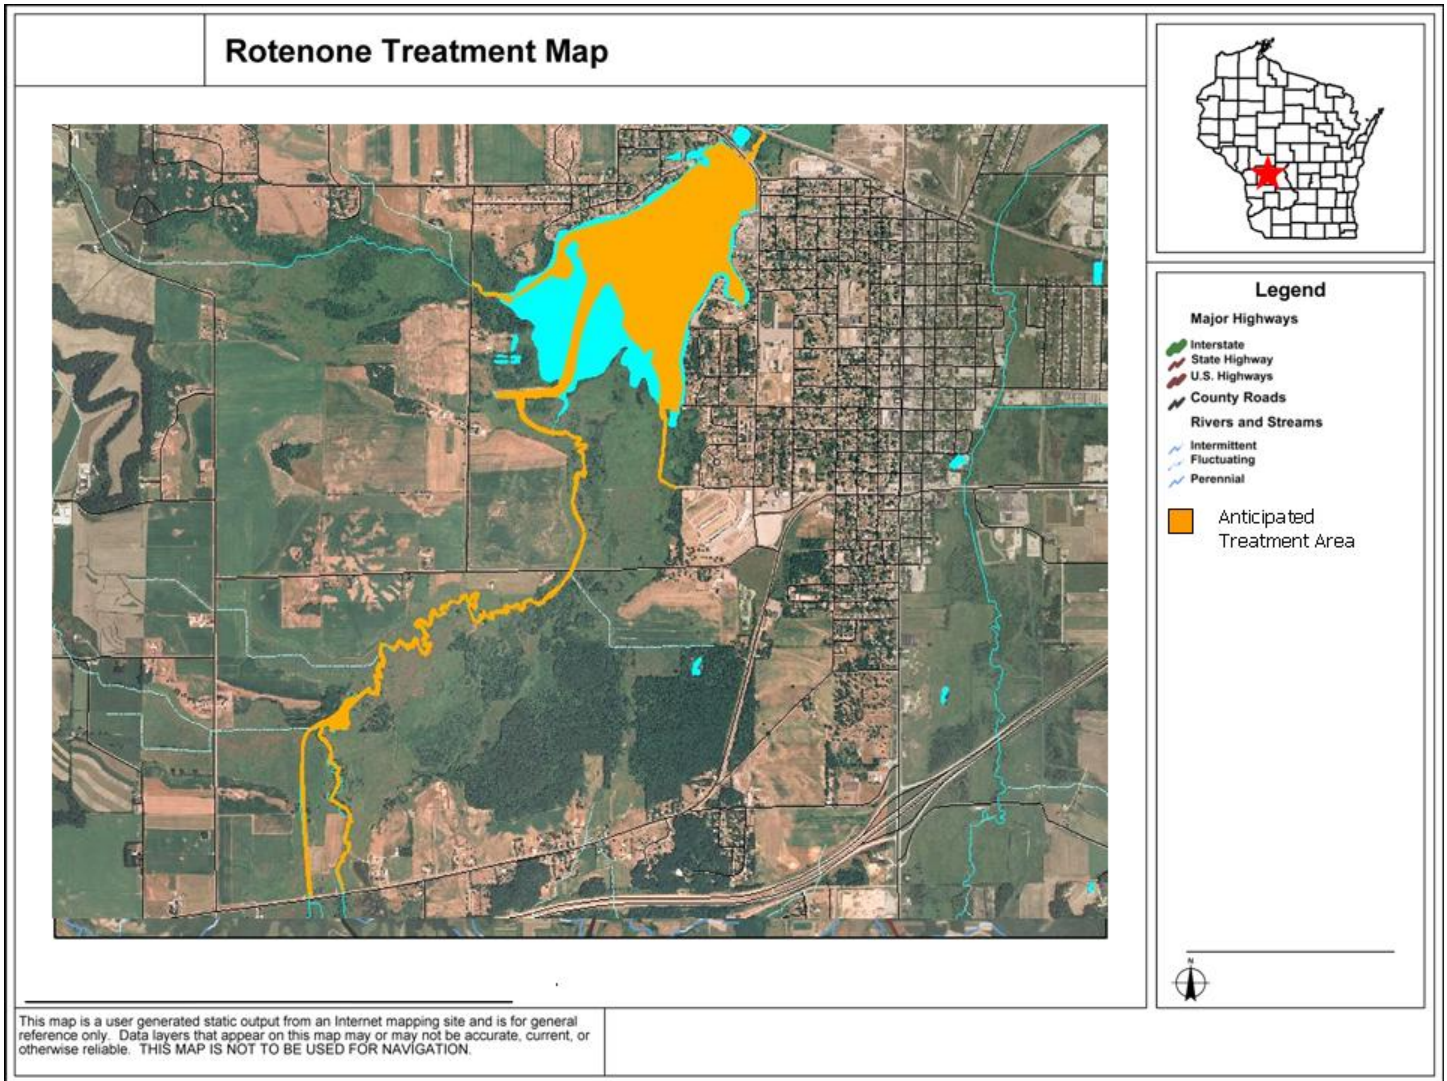 Rotenone Treatment Map
Legend
Major Highways
Interstate
State Highway
U.S. Highways
County Roads
Rivers and Streams
Intermittent
Fluctuating
Perennial
Anticipated
Treatment Area
N
This map is a user generated static output from an Internet mapping site and is for general
reference only. Data layers that appear on this map may or may not be accurate, current, or
otherwise reliable. THIS MAP IS NOT TO BE USED FOR NAVIGATION.